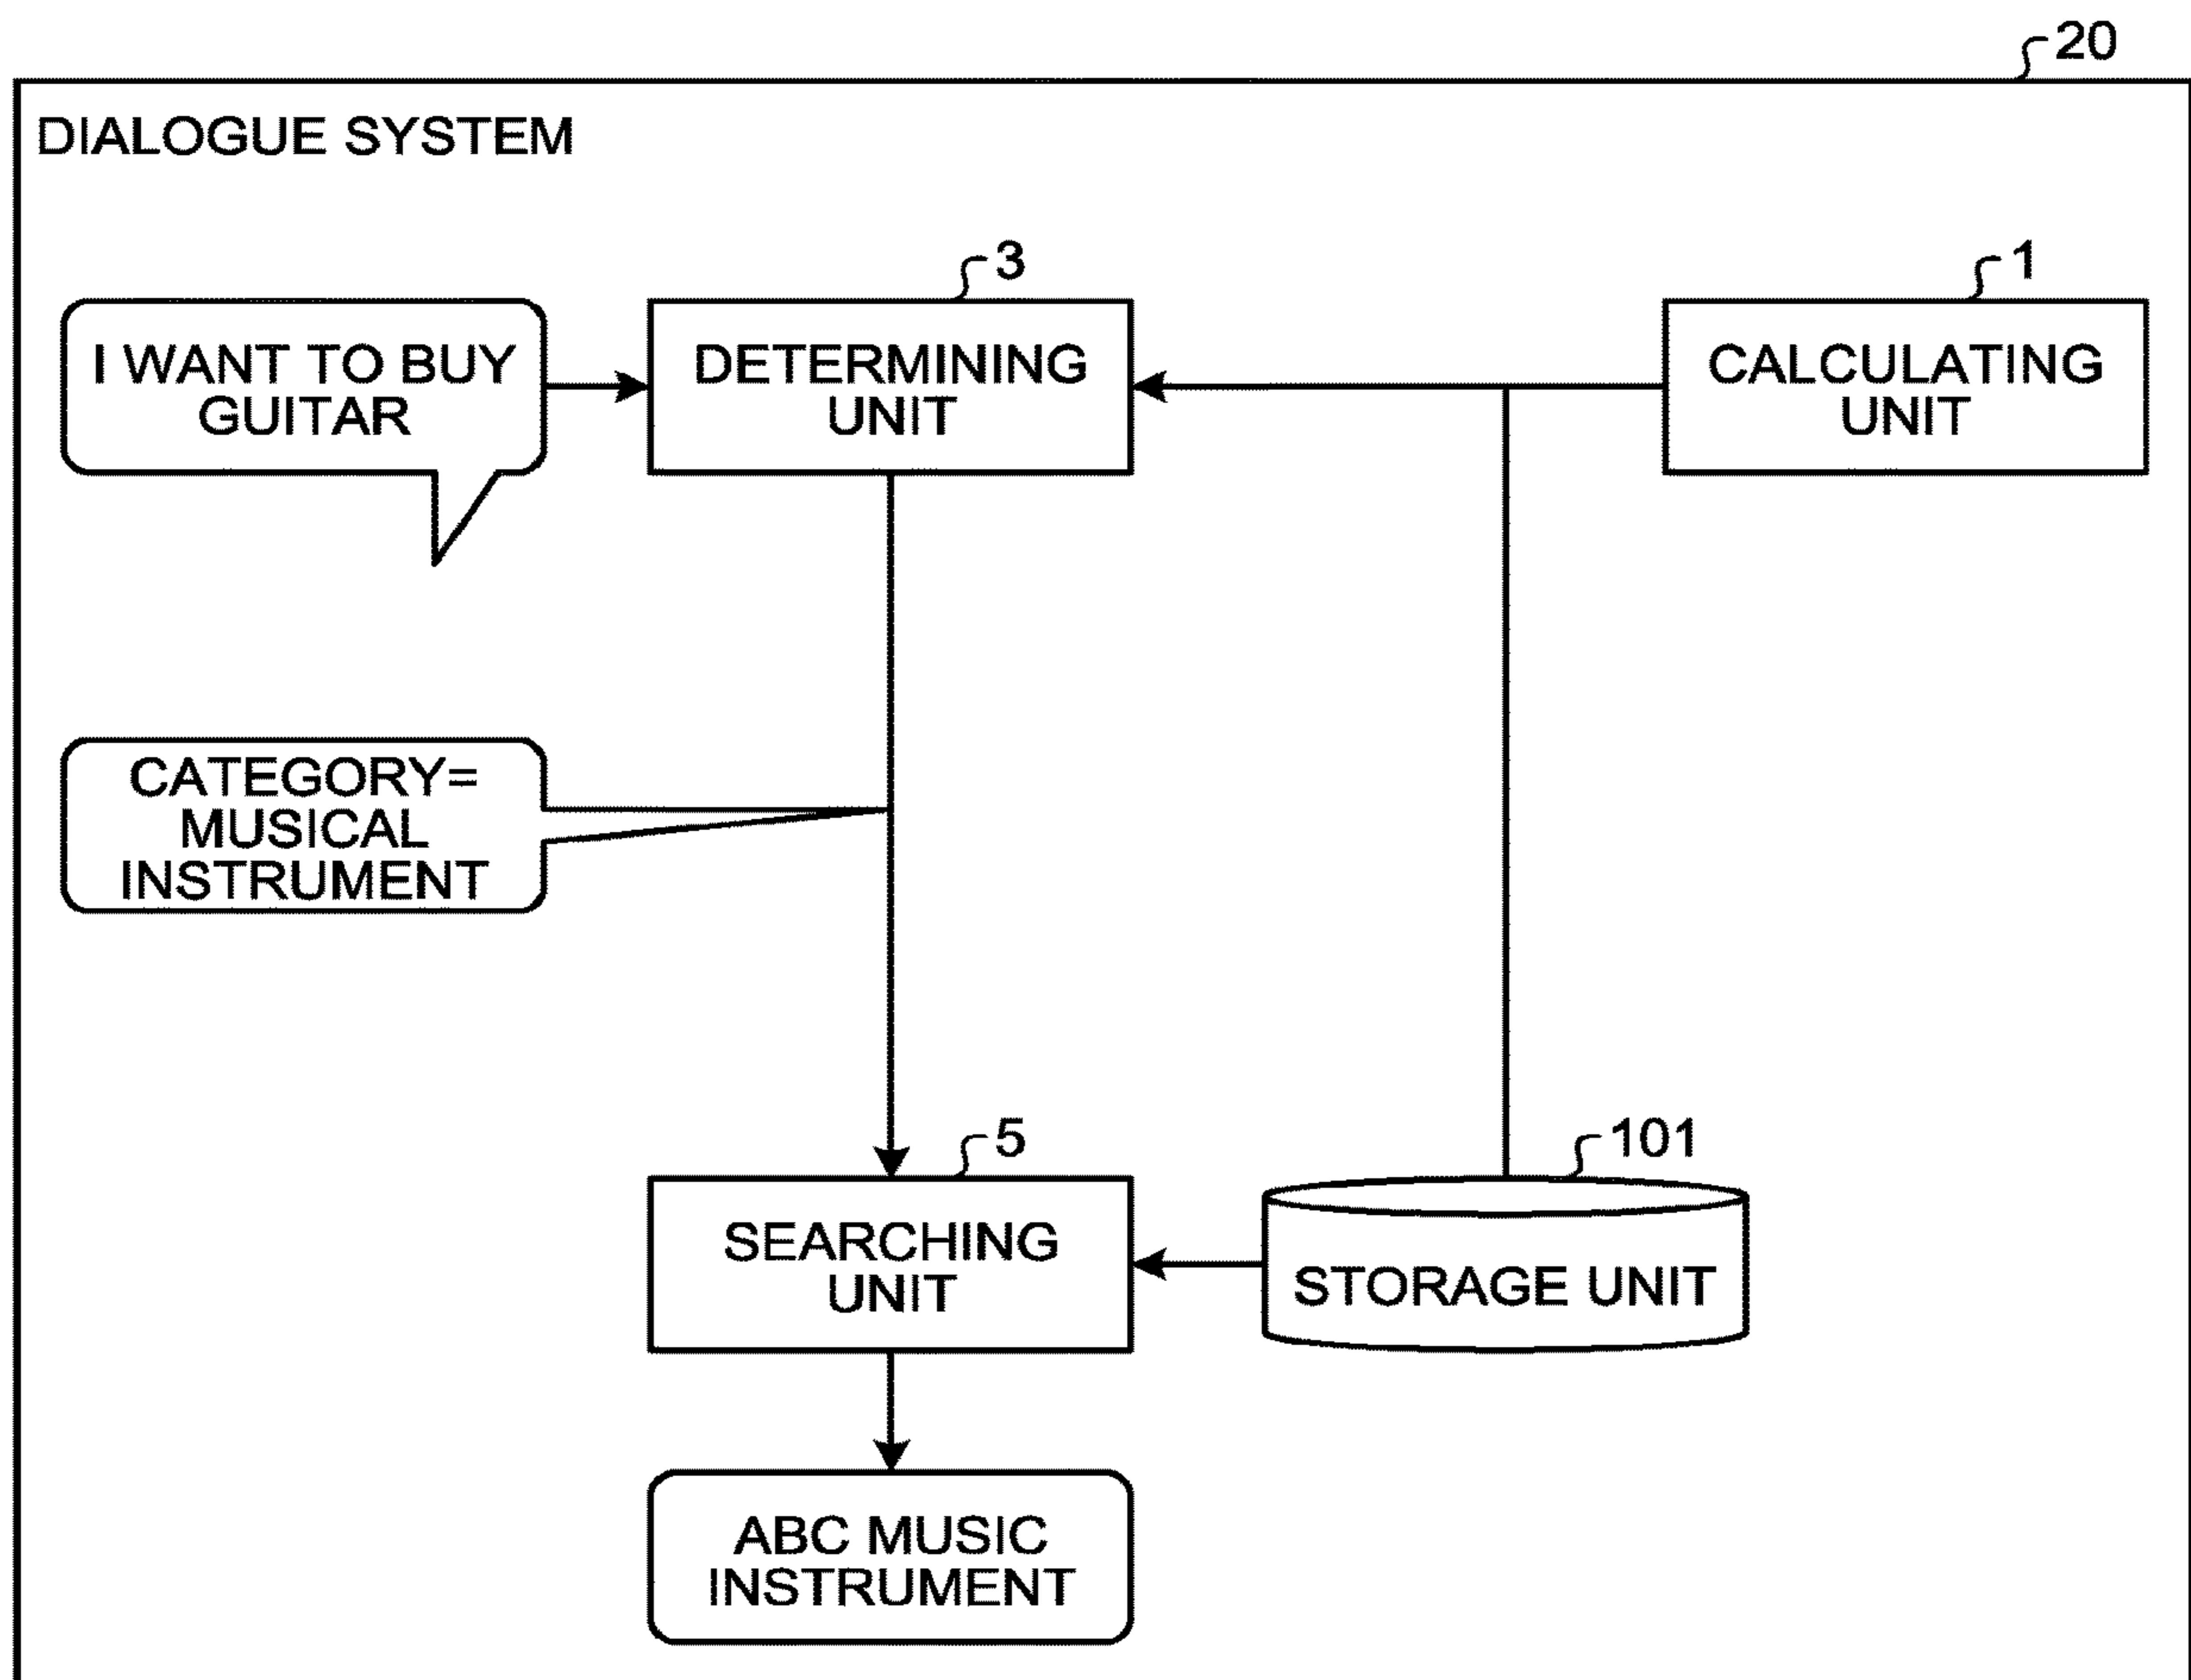 20
DIALOGUE SYSTEM
3
1
I WANT TO BUY
GUITAR
DETERMINING
UNIT
CALCULATING
UNIT
CATEGORY=
MUSICAL
INSTRUMENT
5
101
SEARCHING
UNIT
STORAGE UNIT
ABC MUSIC
INSTRUMENT